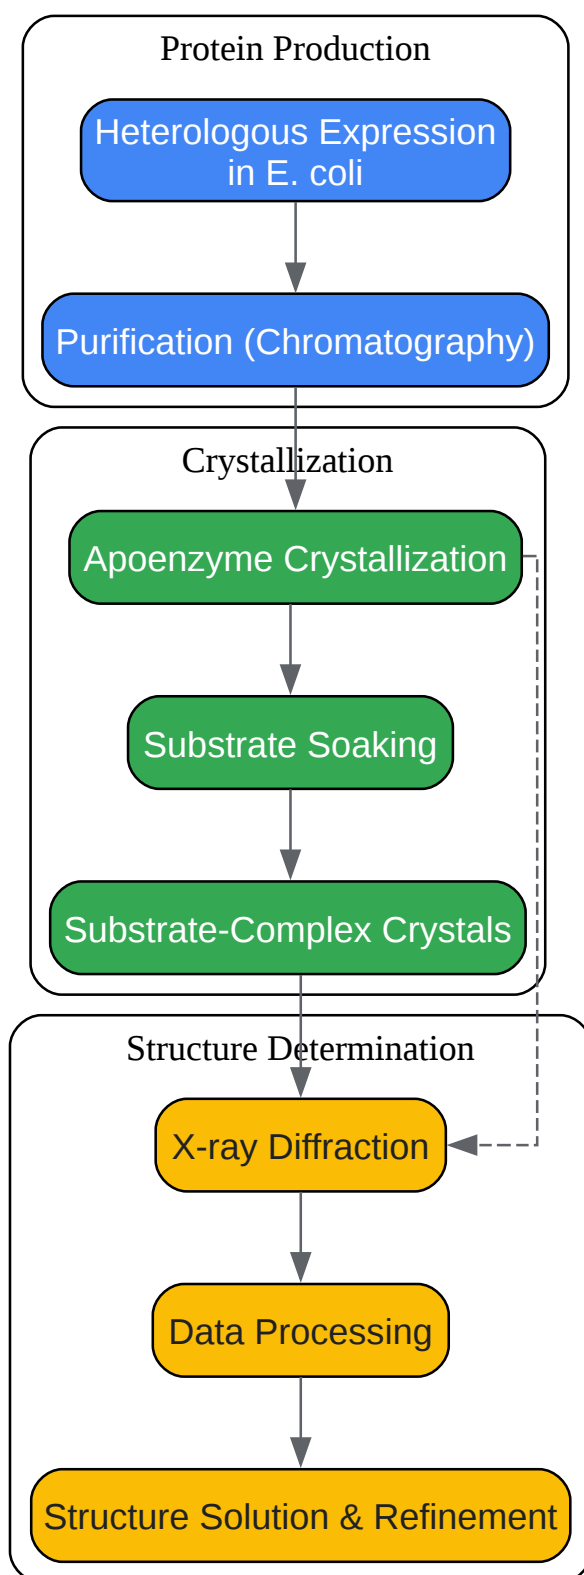 Protein Production
Heterologous Expression
in E. coli
Purification (Chromatography)
Crystallization
Apoenzyme Crystallization
Substrate Soaking
Substrate-Complex Crystals
Structure Determination
X-ray Diffraction
Data Processing
Structure Solution & Refinement